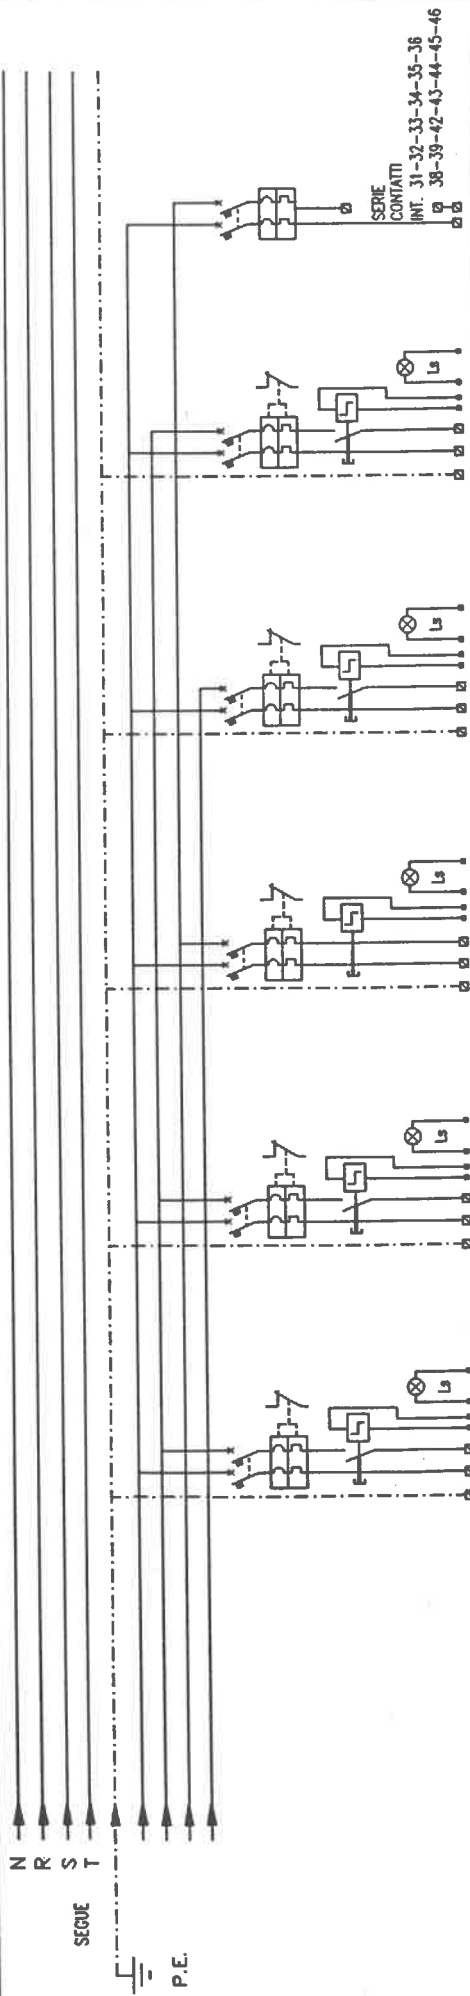 N
R
S
T
SEGUE
P.E.
Ls
Ls
Ls
Ls
Ls
SERIE
CONTATTI
INT. 31-32-33-34-35-36
38-39-42-43-44-45-46